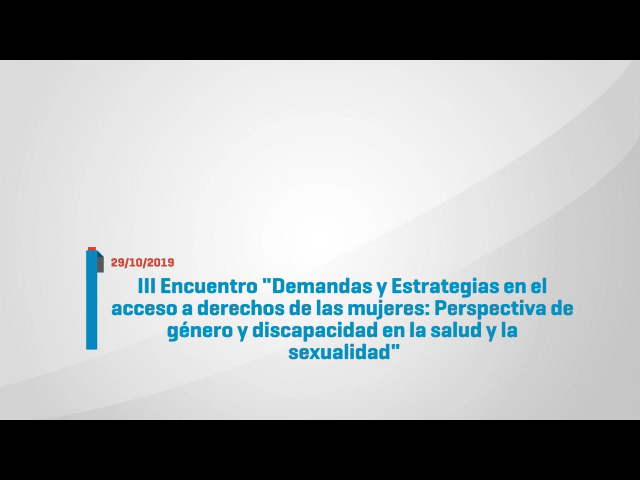 29/10/2019
III Encuentro "Demandas y Estrategias en el
acceso a derechos de las mujeres: Perspectiva de
género y discapacidad en la salud y la
sexualidad"